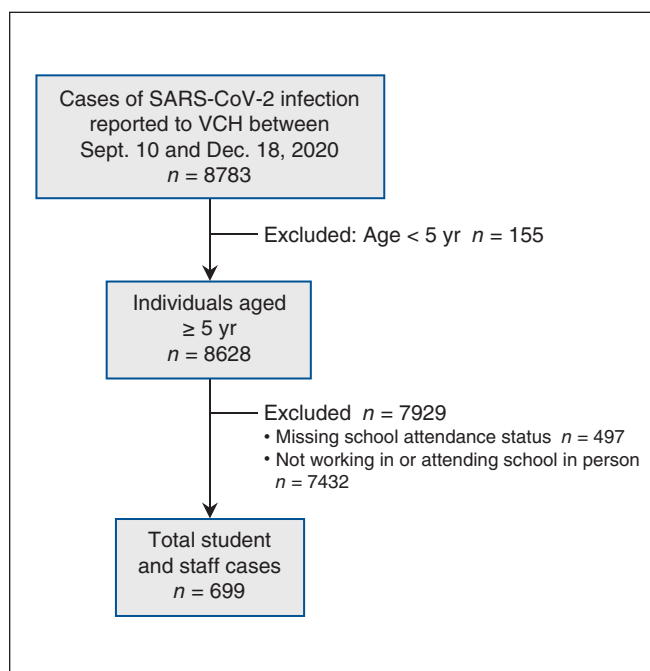 Cases of SARS-CoV-2 infection
reported to VCH between
Sept. 10 and Dec. 18, 2020
n = 8783
Excluded: Age < 5 yr n = 155
Individuals aged
≥ 5 yr
n = 8628
Excluded n = 7929
• Missing school attendance status n = 497
• Not working in or attending school in person
n = 7432
Total student
and staff cases
n = 699